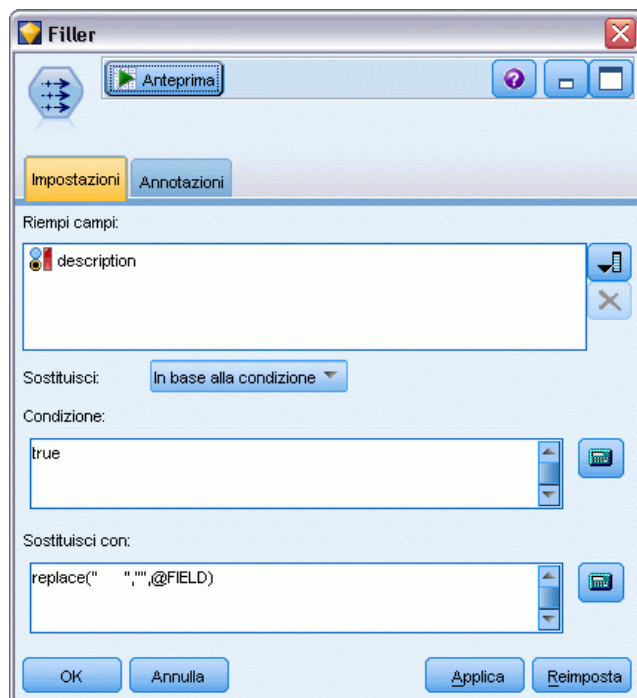 Filler
Anteprima
Impostazioni Annotazioni
Riempi campi:
description
Sostituisci: In base alla condizione
Condizione:
true
Sostituisci con:
replace("      ","",@FIELD)
OK Annulla Applica Reimposta